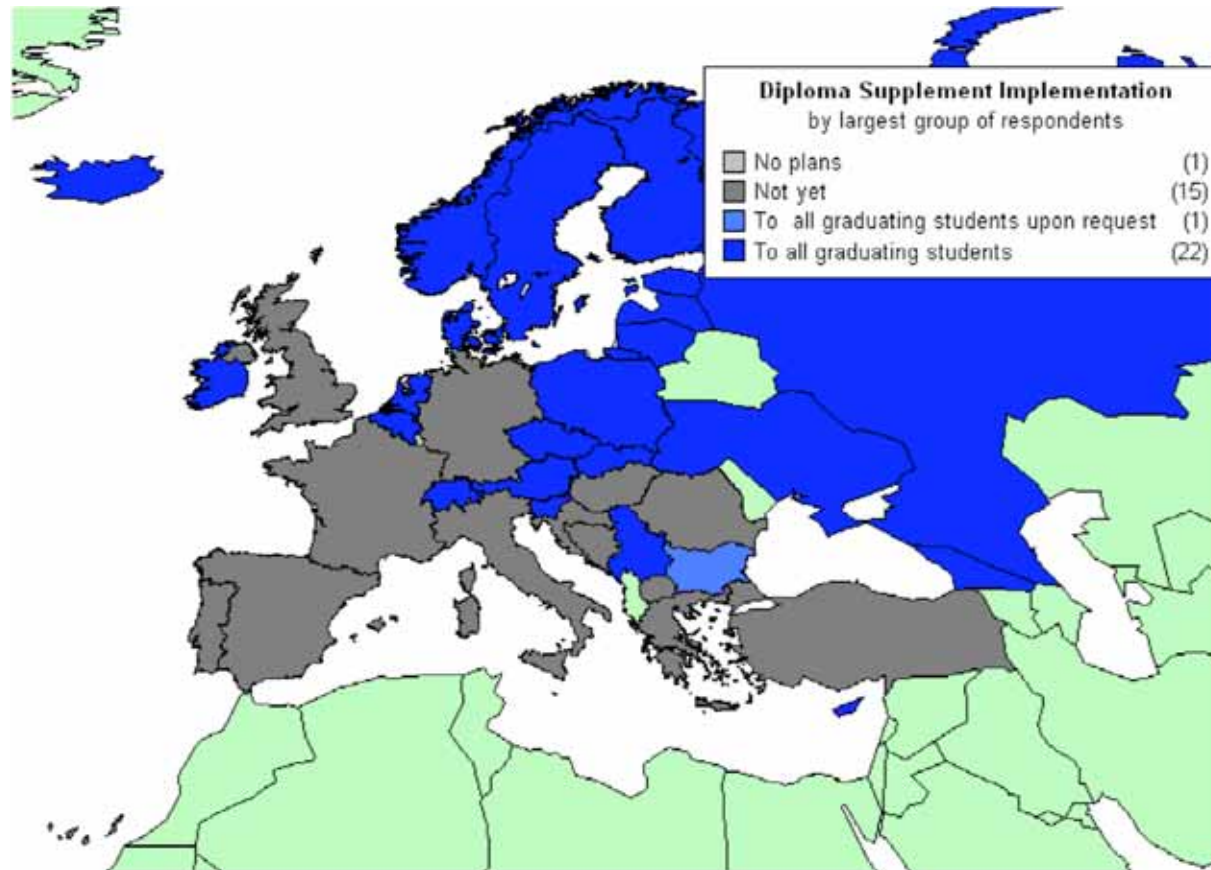 Diploma Supplement Implementation
by largest group of respondents
No plans (1)
Not yet (15)
To all graduating students upon request (1)
To all graduating students (22)